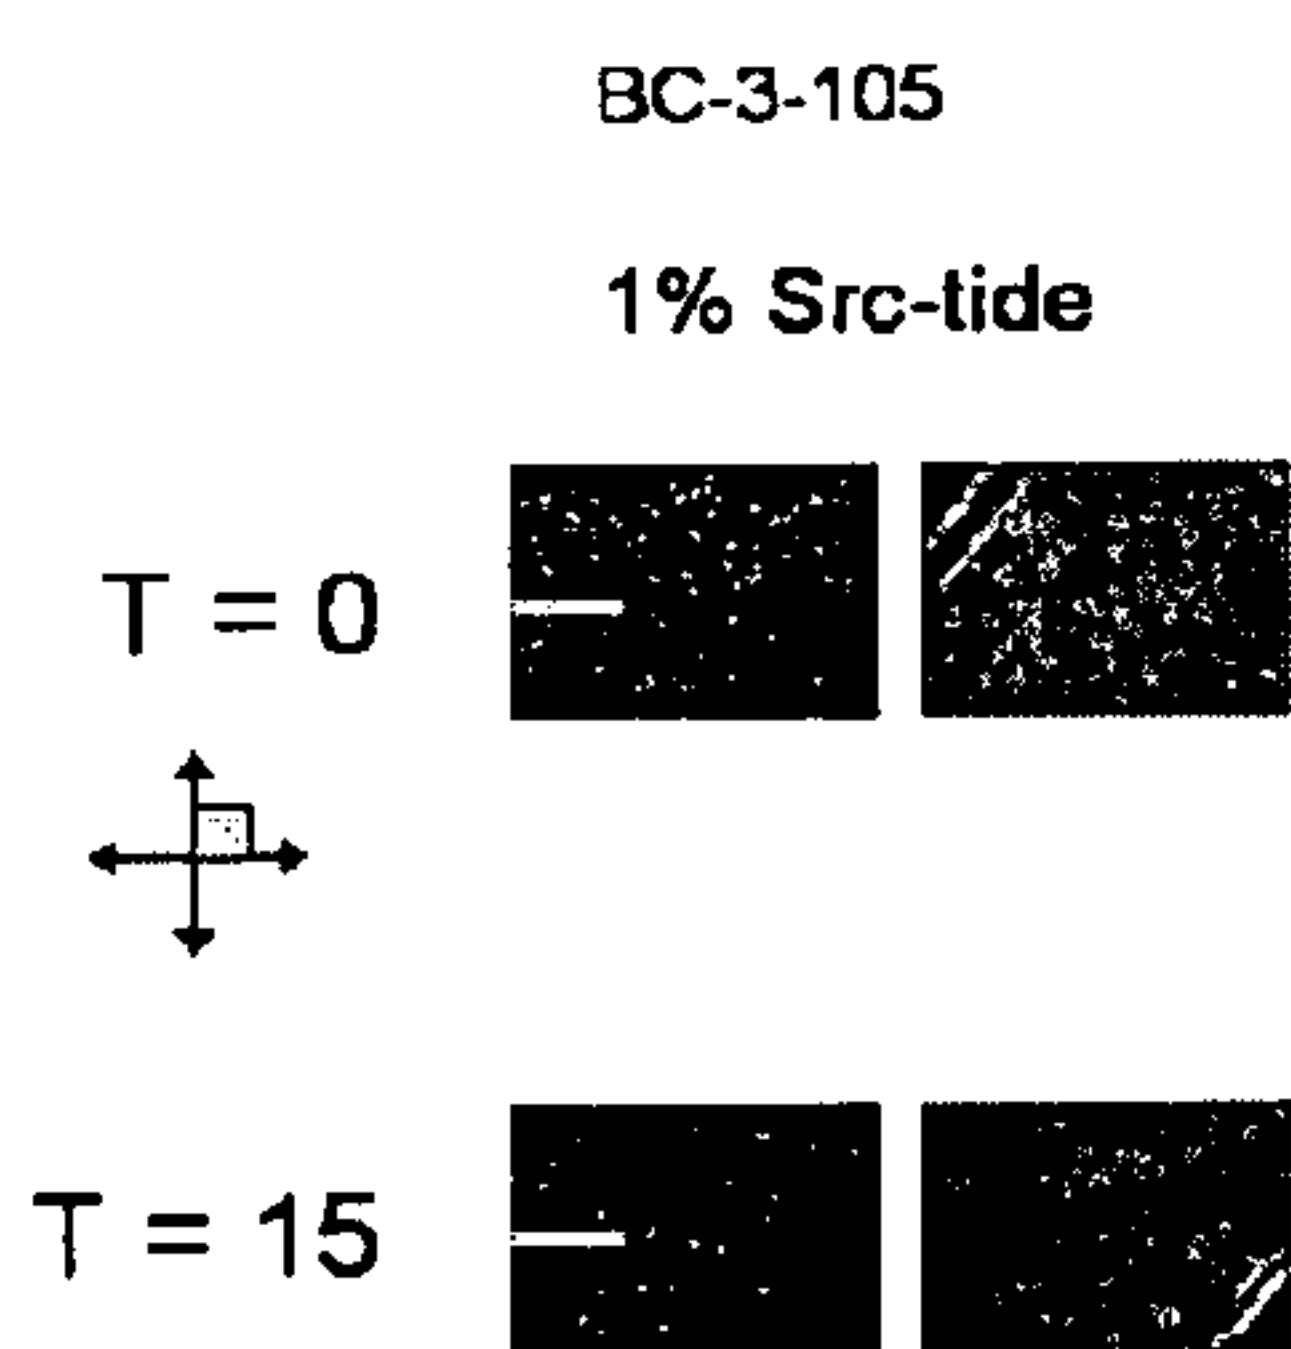 BC-3-105
1% Src-tide
T = 0
T = 15